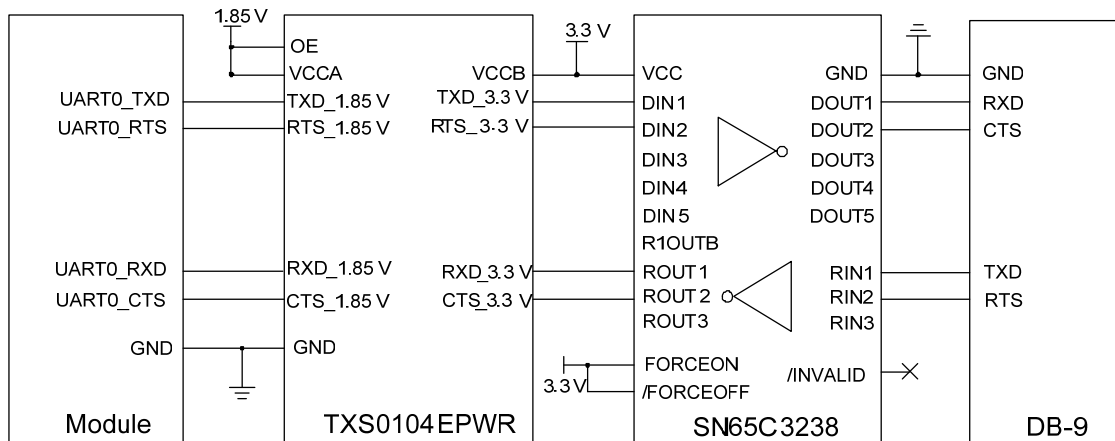 1.85 V
3.3 V
OE
VCCA
VCCB
VCC
GND
GND
UART0_TXD
TXD_1.85 V
TXD_3.3 V
DIN1
DOUT1
RXD
UART0_RTS
RTS_1.85 V
RTS_3.3 V
DIN2
DOUT2
CTS
DIN3
DOUT3
DIN4
DOUT4
DIN5
DOUT5
R1OUTB
UART0_RXD
RXD_1.85 V
RXD_3.3 V
ROUT1
RIN1
TXD
UART0_CTS
CTS_1.85 V
CTS_3.3 V
ROUT2
RIN2
RTS
ROUT3
RIN3
GND
GND
FORCEON
3.3 V
/FORCEOFF
/INVALID
Module
TXS0104EPWR
SN65C3238
DB-9